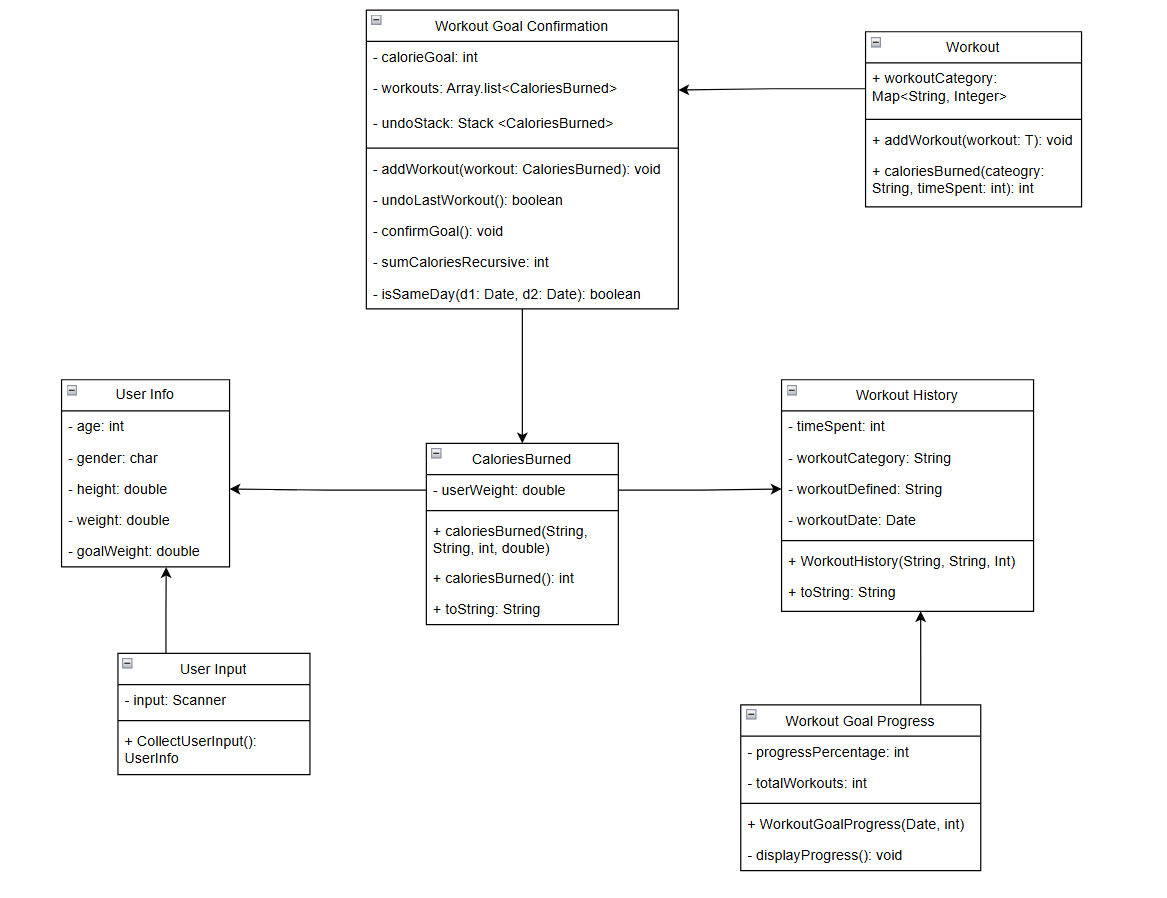 Workout Goal Confirmation
- calorieGoal: int
- workouts: Array.list<CaloriesBurned>
- undoStack: Stack <CaloriesBurned>
- addWorkout(workout: CaloriesBurned): void
- undoLastWorkout(): boolean
- confirmGoal(): void
- sumCaloriesRecursive: int
- isSameDay(d1: Date, d2: Date): boolean
Workout
+ workoutCategory:
Map<String, Integer>
+ addWorkout(workout: T): void
+ caloriesBurned(cateogry:
String, timeSpent: int): int
User Info
- age: int
- gender: char
- height: double
- weight: double
- goalWeight: double
CaloriesBurned
- userWeight: double
+ caloriesBurned(String,
String, int, double)
+ caloriesBurned(): int
+ toString: String
Workout History
- timeSpent: int
- workoutCategory: String
- workoutDefined: String
- workoutDate: Date
+ WorkoutHistory(String, String, Int)
+ toString: String
User Input
- input: Scanner
+ CollectUserInput():
UserInfo
Workout Goal Progress
- progressPercentage: int
- totalWorkouts: int
+ WorkoutGoalProgress(Date, int)
- displayProgress(): void